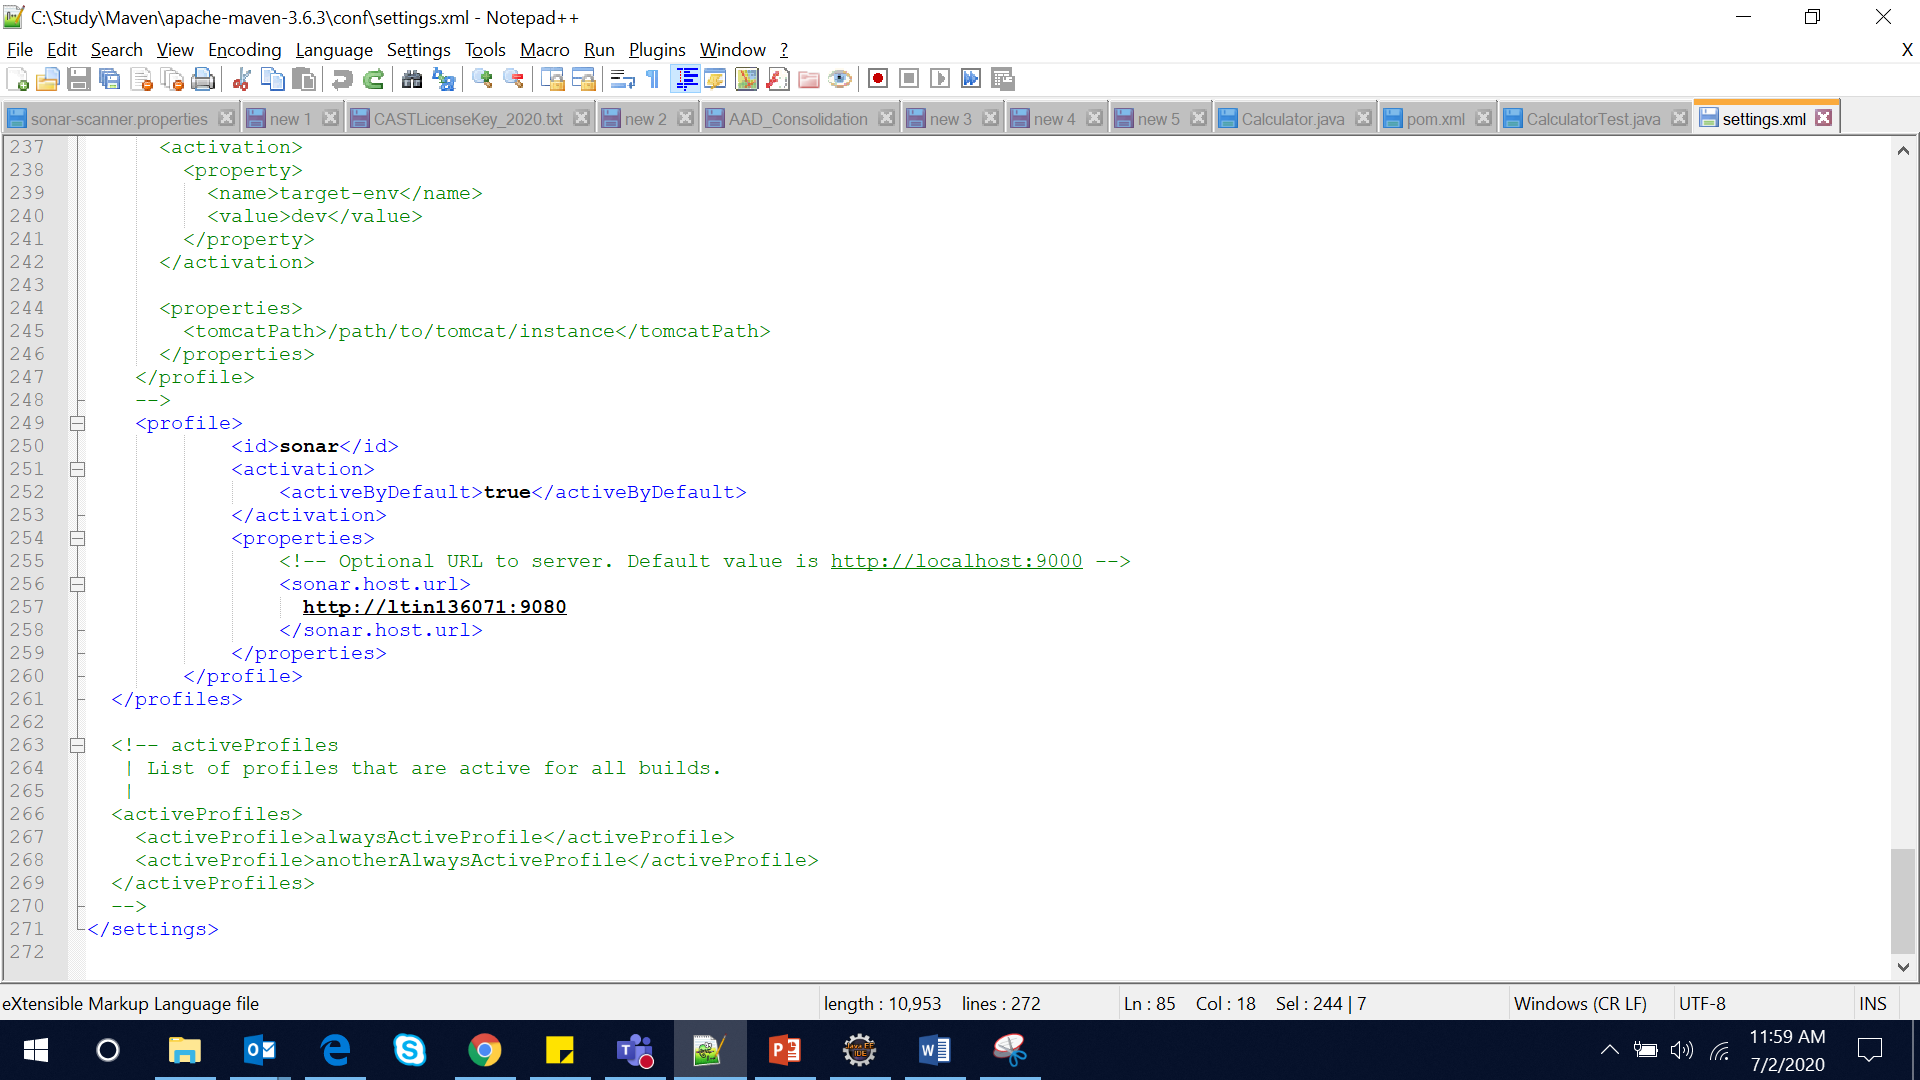 C:\Study\Maven\apache-maven-3.6.3\conf\settings.xml - Notepad++
File Edit Search View Encoding Language Settings Tools Macro Run Plugins Window ? X
sonar-scanner.properties new 1 CASTLicenseKey_2020.txt new 2 AAD_Consolidation new 3 new 4 new 5 Calculator.java pom.xml CalculatorTest.java settings.xml
237 <activation>
238 <property>
239 <name>target-env</name>
240 <value>dev</value>
241 </property>
242 </activation>
243
244 <properties>
245 <tomcatPath>/path/to/tomcat/instance</tomcatPath>
246 </properties>
247 </profile>
248 -->
249 <profile>
250 <id>sonar</id>
251 <activation>
252 <activeByDefault>true</activeByDefault>
253 </activation>
254 <properties>
255 <!-- Optional URL to server. Default value is http://localhost:9000 -->
256 <sonar.host.url>
257 http://ltin136071:9080
258 </sonar.host.url>
259 </properties>
260 </profile>
261 </profiles>
262
263 <!-- activeProfiles
264 | List of profiles that are active for all builds.
265 |
266 <activeProfiles>
267 <activeProfile>alwaysActiveProfile</activeProfile>
268 <activeProfile>anotherAlwaysActiveProfile</activeProfile>
269 </activeProfiles>
270 -->
271 </settings>
272
eXtensible Markup Language file length : 10,953 lines : 272 Ln : 85 Col : 18 Sel : 244 | 7 Windows (CR LF) UTF-8 INS
11:59 AM
7/2/2020